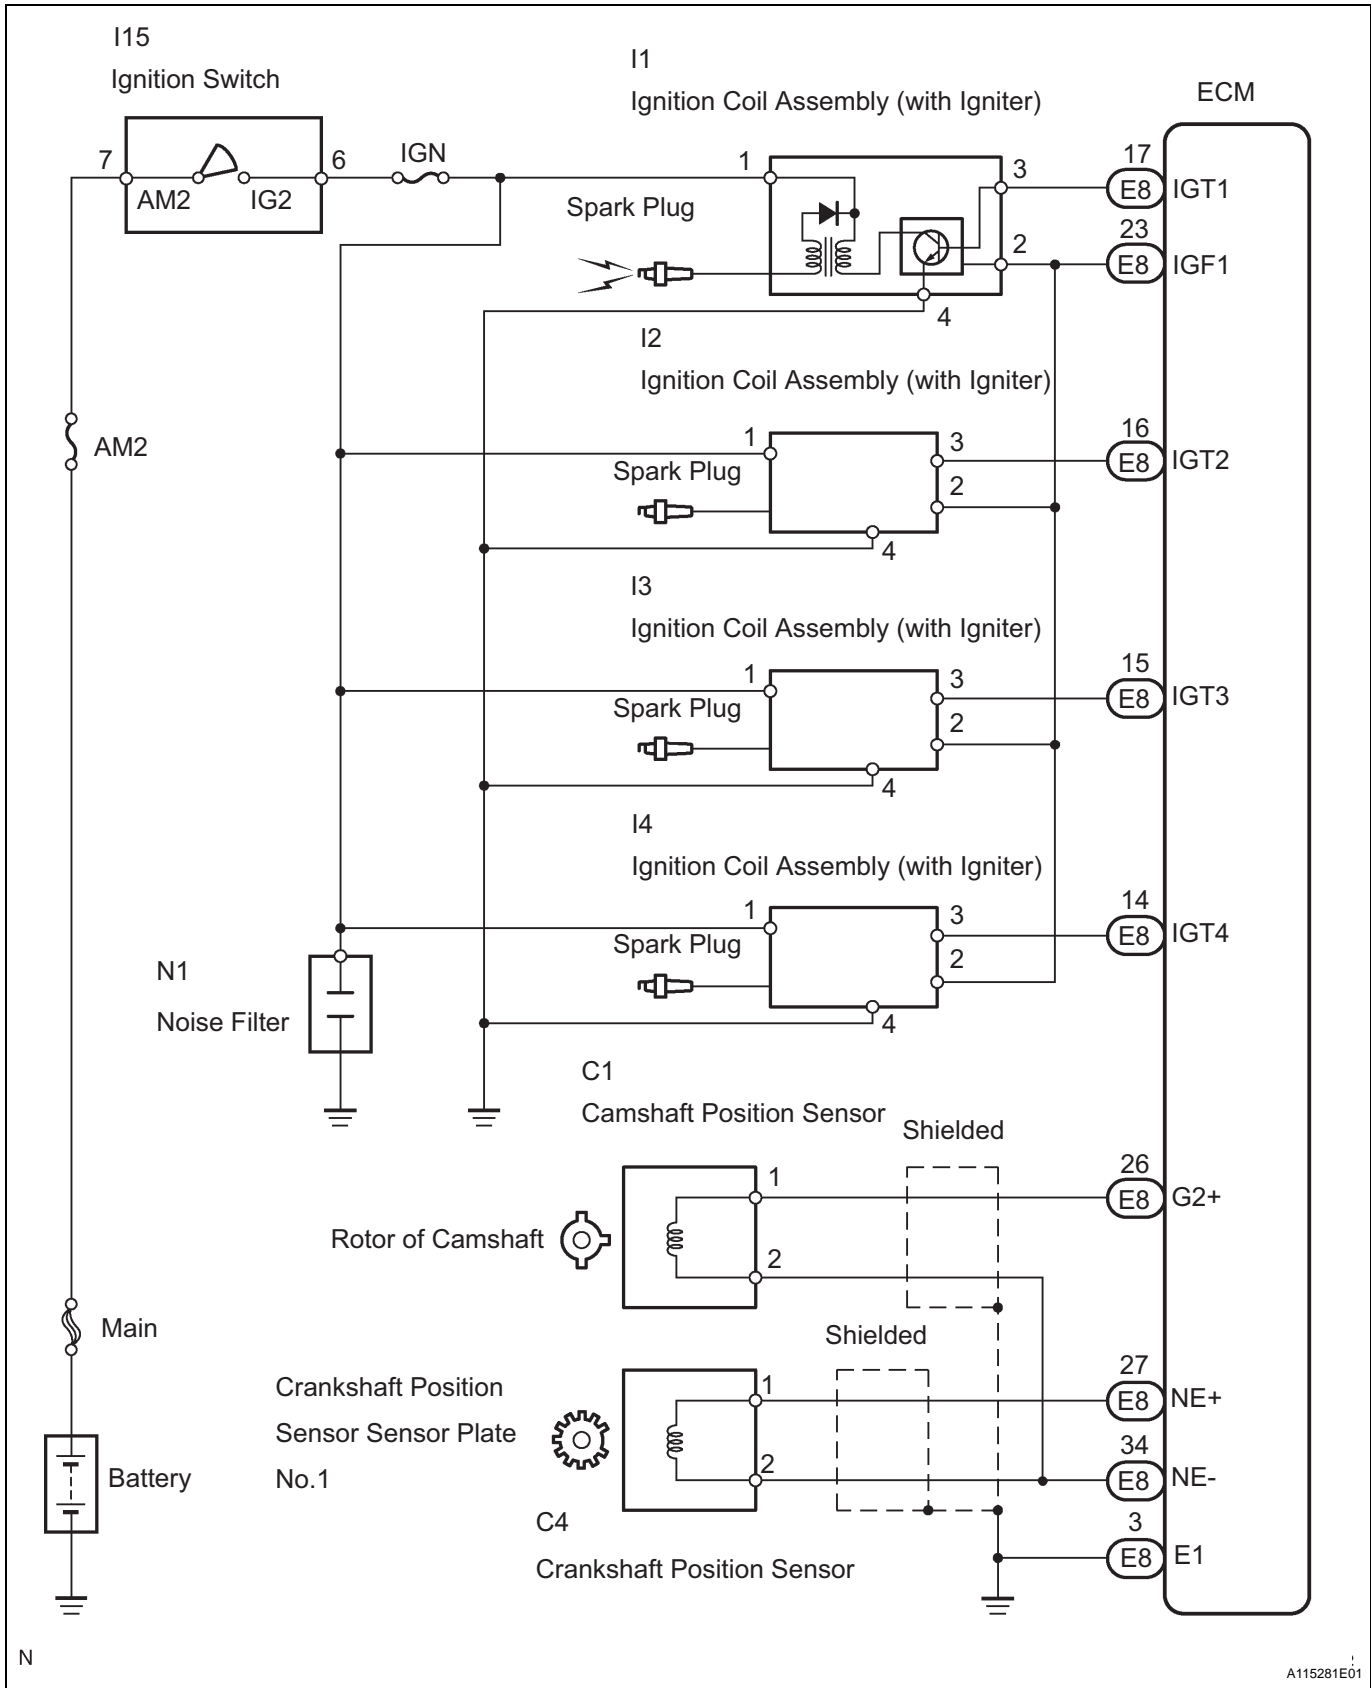 I15
Ignition Switch
I1
Ignition Coil Assembly (with Igniter)
ECM
7
AM2
IG2
6
IGN
1
3
17
E8
IGT1
Spark Plug
23
2
E8
IGF1
4
I2
Ignition Coil Assembly (with Igniter)
AM2
1
3
16
E8
IGT2
Spark Plug
2
4
I3
Ignition Coil Assembly (with Igniter)
1
3
15
E8
IGT3
Spark Plug
2
4
I4
Ignition Coil Assembly (with Igniter)
1
3
14
E8
IGT4
Spark Plug
2
N1
Noise Filter
4
C1
Camshaft Position Sensor
Shielded
1
26
E8
G2+
Rotor of Camshaft
2
Main
Shielded
Crankshaft Position
Sensor Sensor Plate
No.1
1
27
E8
NE+
2
34
E8
NE-
Battery
C4
Crankshaft Position Sensor
3
E8
E1
N
A115281E01